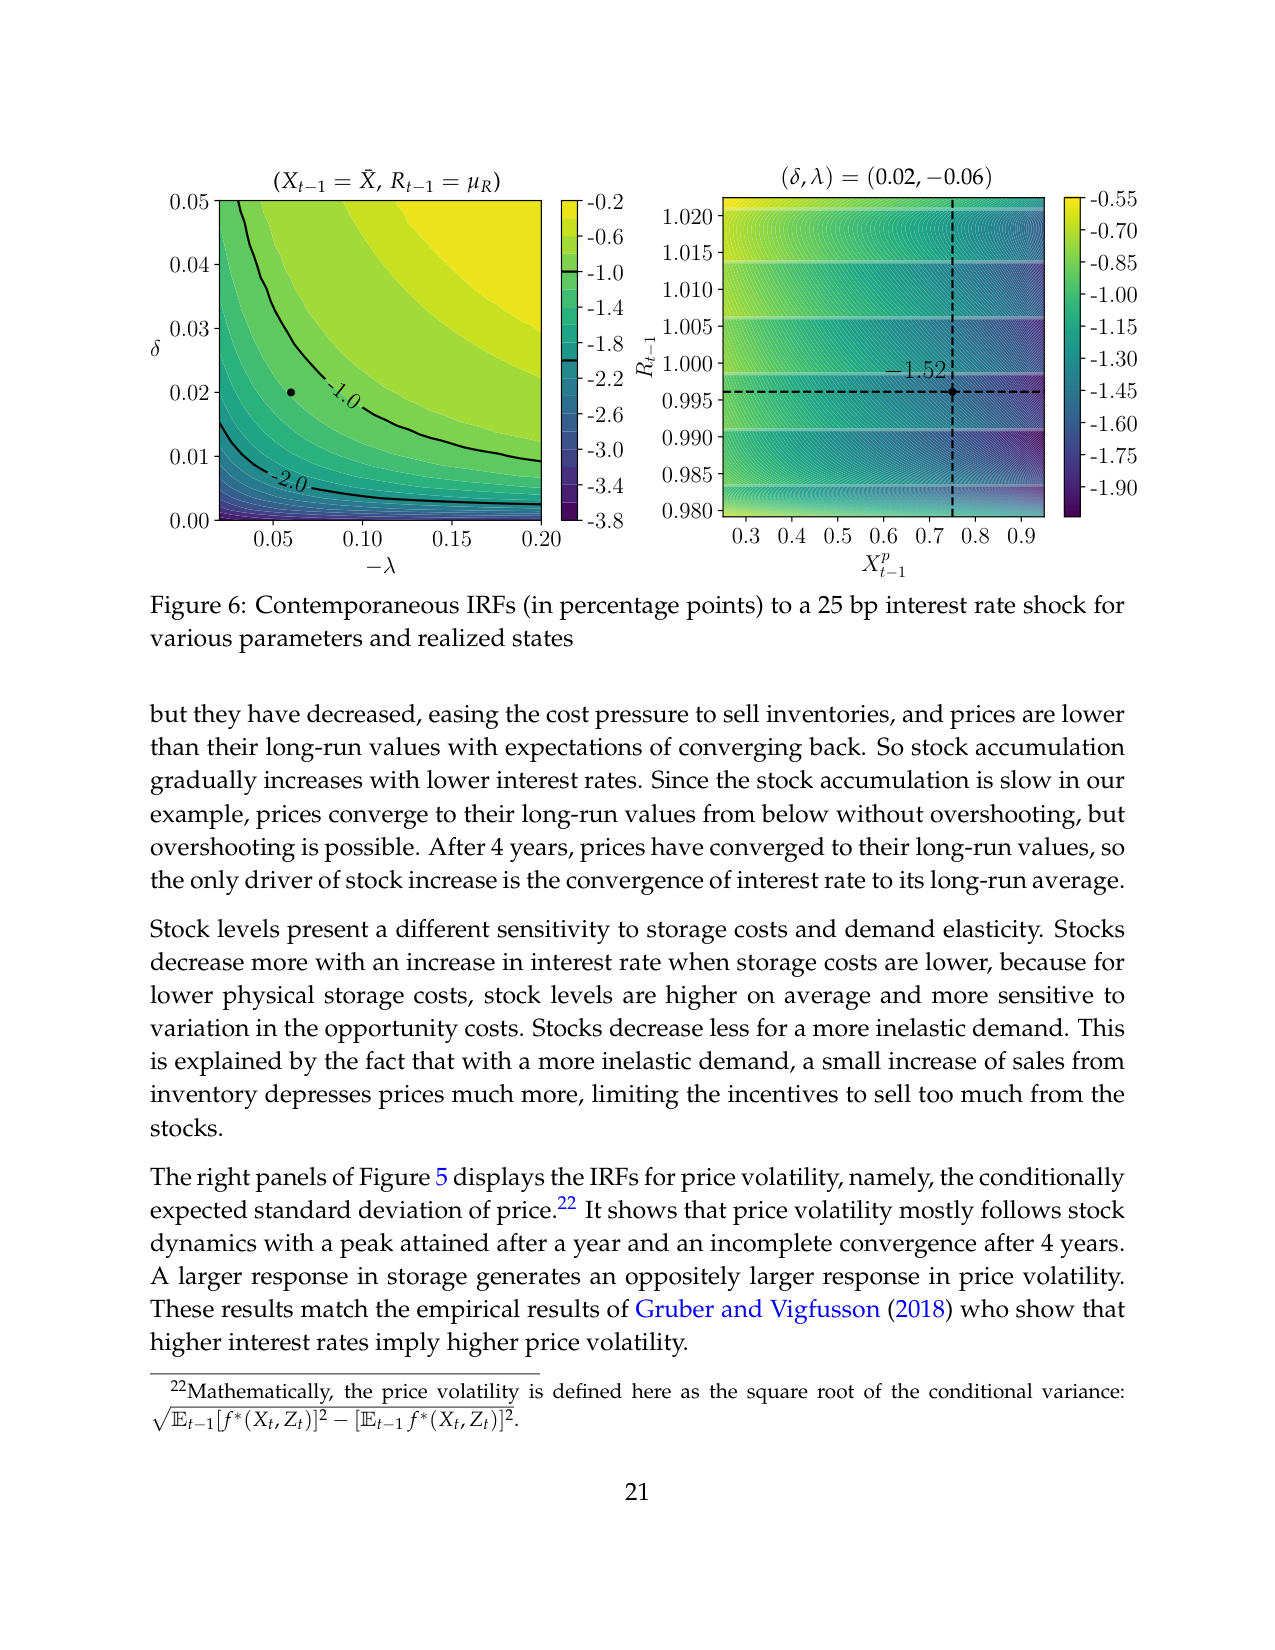 (X_{t−1} = X̄, R_{t−1} = μ_R)
0.05
0.04
0.03
0.02
0.01
0.00
δ
-1.0
-2.0
0.05 0.10 0.15 0.20
−λ
-0.2
-0.6
-1.0
-1.4
-1.8
-2.2
-2.6
-3.0
-3.4
-3.8
(δ, λ) = (0.02, −0.06)
1.020
1.015
1.010
1.005
1.000
0.995
0.990
0.985
0.980
R_{t−1}
−1.52
0.3 0.4 0.5 0.6 0.7 0.8 0.9
X^p_{t−1}
-0.55
-0.70
-0.85
-1.00
-1.15
-1.30
-1.45
-1.60
-1.75
-1.90
Figure 6: Contemporaneous IRFs (in percentage points) to a 25 bp interest rate shock for
various parameters and realized states
but they have decreased, easing the cost pressure to sell inventories, and prices are lower
than their long-run values with expectations of converging back. So stock accumulation
gradually increases with lower interest rates. Since the stock accumulation is slow in our
example, prices converge to their long-run values from below without overshooting, but
overshooting is possible. After 4 years, prices have converged to their long-run values, so
the only driver of stock increase is the convergence of interest rate to its long-run average.
Stock levels present a different sensitivity to storage costs and demand elasticity. Stocks
decrease more with an increase in interest rate when storage costs are lower, because for
lower physical storage costs, stock levels are higher on average and more sensitive to
variation in the opportunity costs. Stocks decrease less for a more inelastic demand. This
is explained by the fact that with a more inelastic demand, a small increase of sales from
inventory depresses prices much more, limiting the incentives to sell too much from the
stocks.
The right panels of Figure 5 displays the IRFs for price volatility, namely, the conditionally
expected standard deviation of price.22 It shows that price volatility mostly follows stock
dynamics with a peak attained after a year and an incomplete convergence after 4 years.
A larger response in storage generates an oppositely larger response in price volatility.
These results match the empirical results of Gruber and Vigfusson (2018) who show that
higher interest rates imply higher price volatility.
22Mathematically, the price volatility is defined here as the square root of the conditional variance:
√(𝔼_{t−1}[f*(X_t, Z_t)]² − [𝔼_{t−1} f*(X_t, Z_t)]²).
21